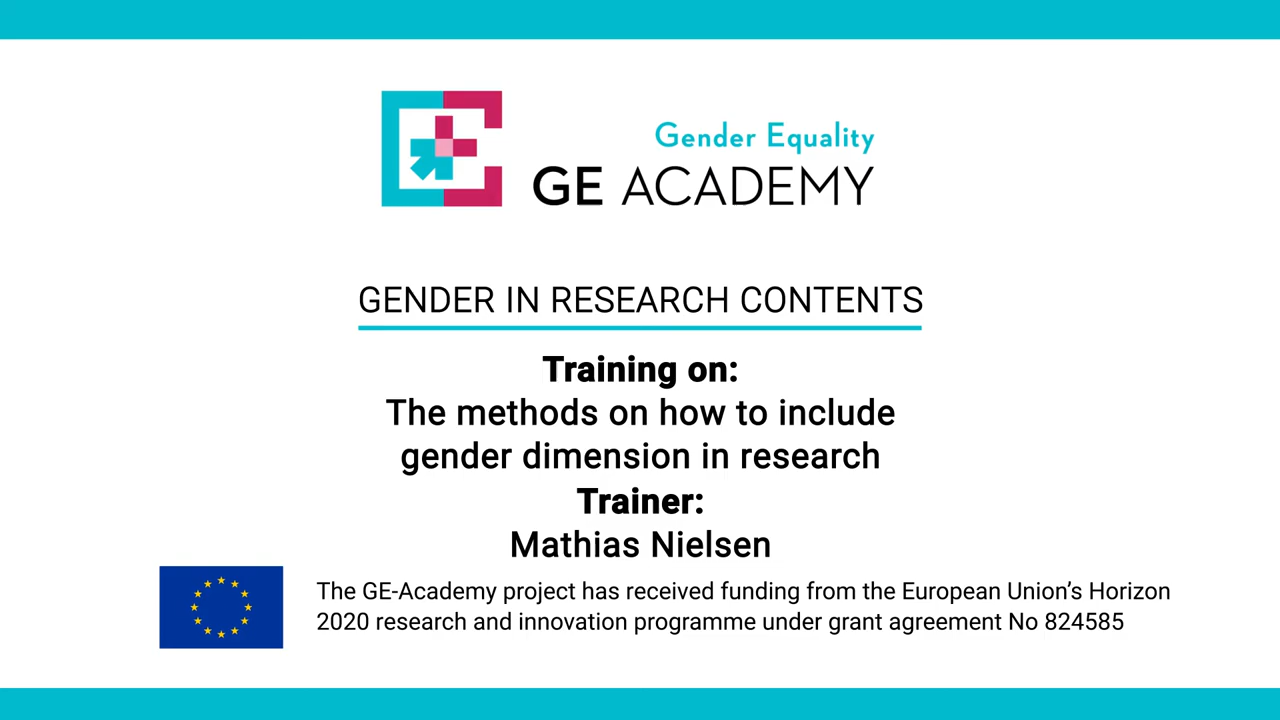 Gender Equality
GE ACADEMY
GENDER IN RESEARCH CONTENTS
Training on:
The methods on how to include
gender dimension in research
Trainer:
Mathias Nielsen
The GE-Academy project has received funding from the European Union’s Horizon
2020 research and innovation programme under grant agreement No 824585